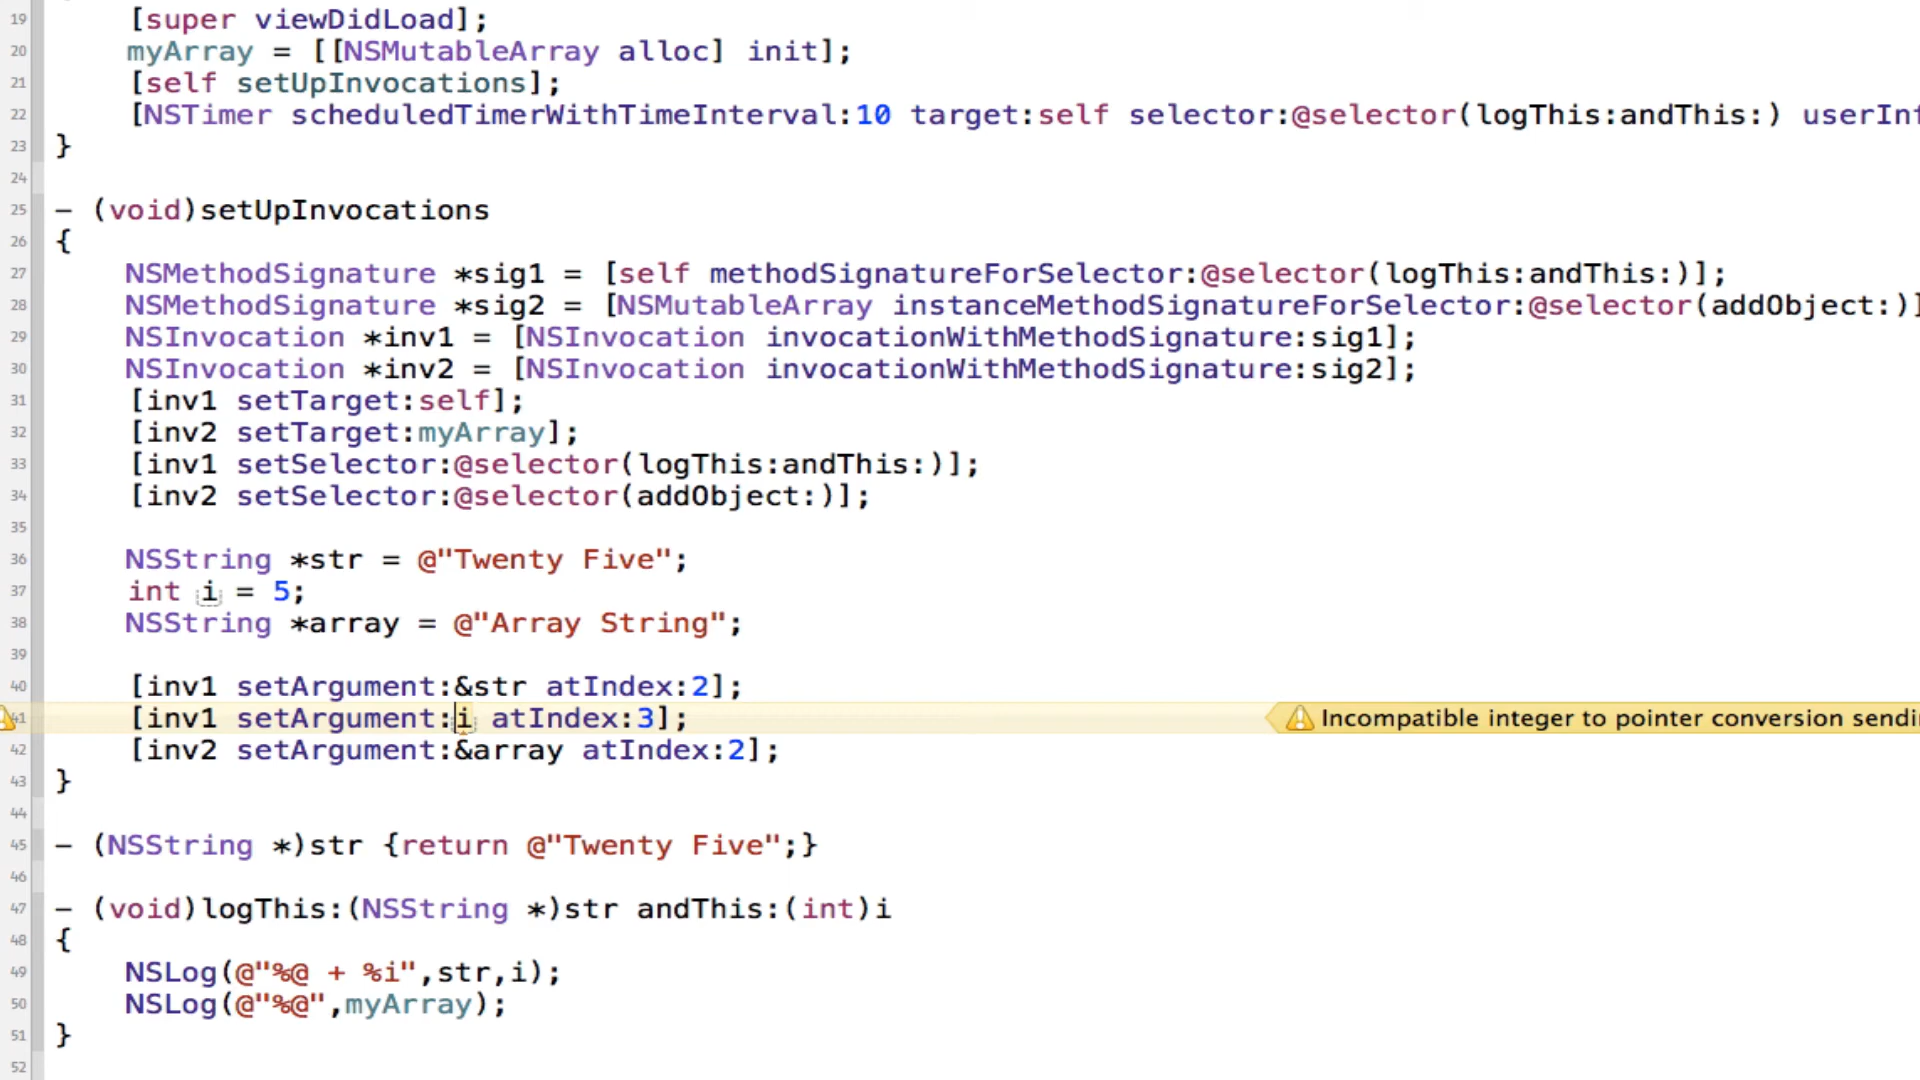 19 [super viewDidLoad];
20 myArray = [[NSMutableArray alloc] init];
21 [self setUpInvocations];
22 [NSTimer scheduledTimerWithTimeInterval:10 target:self selector:@selector(logThis:andThis:) userInf
23 }
24
25 - (void)setUpInvocations
26 {
27 NSMethodSignature *sig1 = [self methodSignatureForSelector:@selector(logThis:andThis:)];
28 NSMethodSignature *sig2 = [NSMutableArray instanceMethodSignatureForSelector:@selector(addObject:)]
29 NSInvocation *inv1 = [NSInvocation invocationWithMethodSignature:sig1];
30 NSInvocation *inv2 = [NSInvocation invocationWithMethodSignature:sig2];
31 [inv1 setTarget:self];
32 [inv2 setTarget:myArray];
33 [inv1 setSelector:@selector(logThis:andThis:)];
34 [inv2 setSelector:@selector(addObject:)];
35
36 NSString *str = @"Twenty Five";
37 int i = 5;
38 NSString *array = @"Array String";
39
40 [inv1 setArgument:&str atIndex:2];
41 [inv1 setArgument:i atIndex:3]; Incompatible integer to pointer conversion sendi
42 [inv2 setArgument:&array atIndex:2];
43 }
44
45 - (NSString *)str {return @"Twenty Five";}
46
47 - (void)logThis:(NSString *)str andThis:(int)i
48 {
49 NSLog(@"%@ + %i",str,i);
50 NSLog(@"%@",myArray);
51 }
52